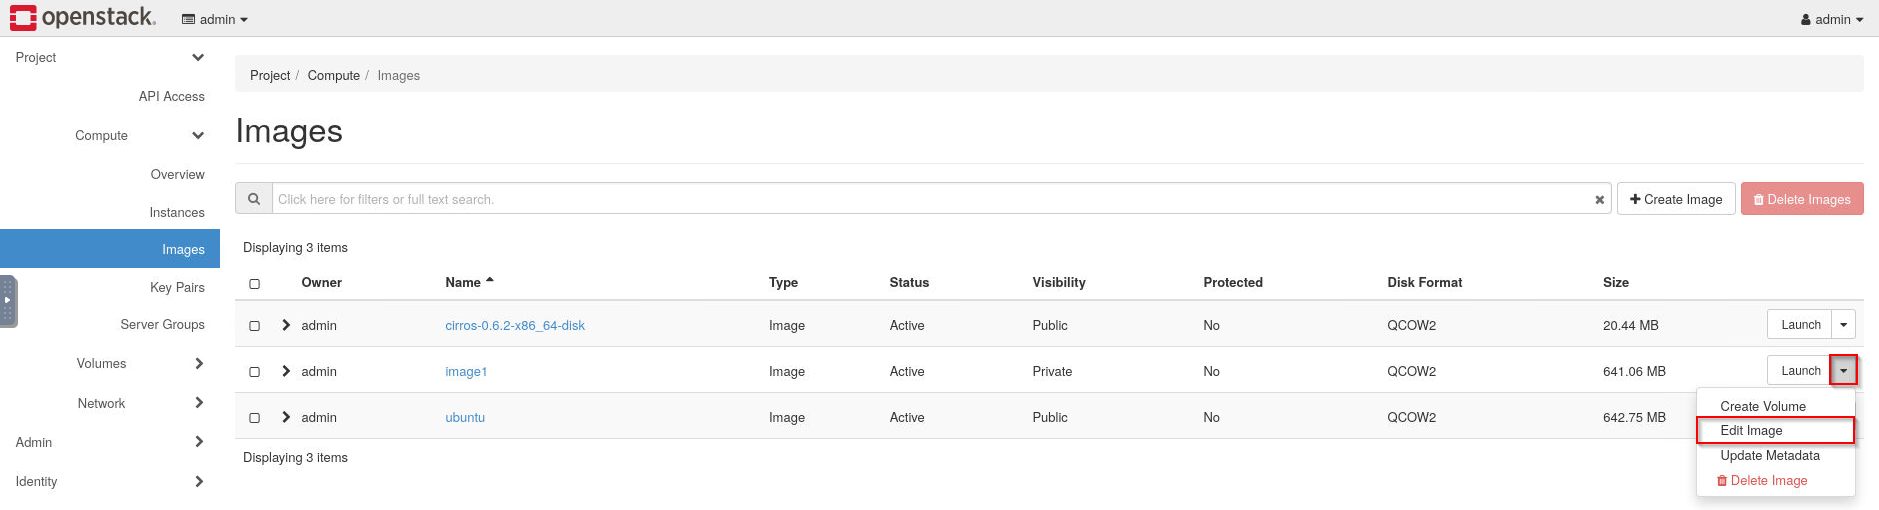 openstack. admin admin
Project
API Access
Compute
Overview
Instances
Images
Key Pairs
Server Groups
Volumes
Network
Admin
Identity
Project / Compute / Images
Images
Click here for filters or full text search. Create Image Delete Images
Displaying 3 items
Owner Name Type Status Visibility Protected Disk Format Size
admin cirros-0.6.2-x86_64-disk Image Active Public No QCOW2 20.44 MB Launch
admin image1 Image Active Private No QCOW2 641.06 MB Launch
admin ubuntu Image Active Public No QCOW2 642.75 MB
Create Volume
Edit Image
Update Metadata
Delete Image
Displaying 3 items